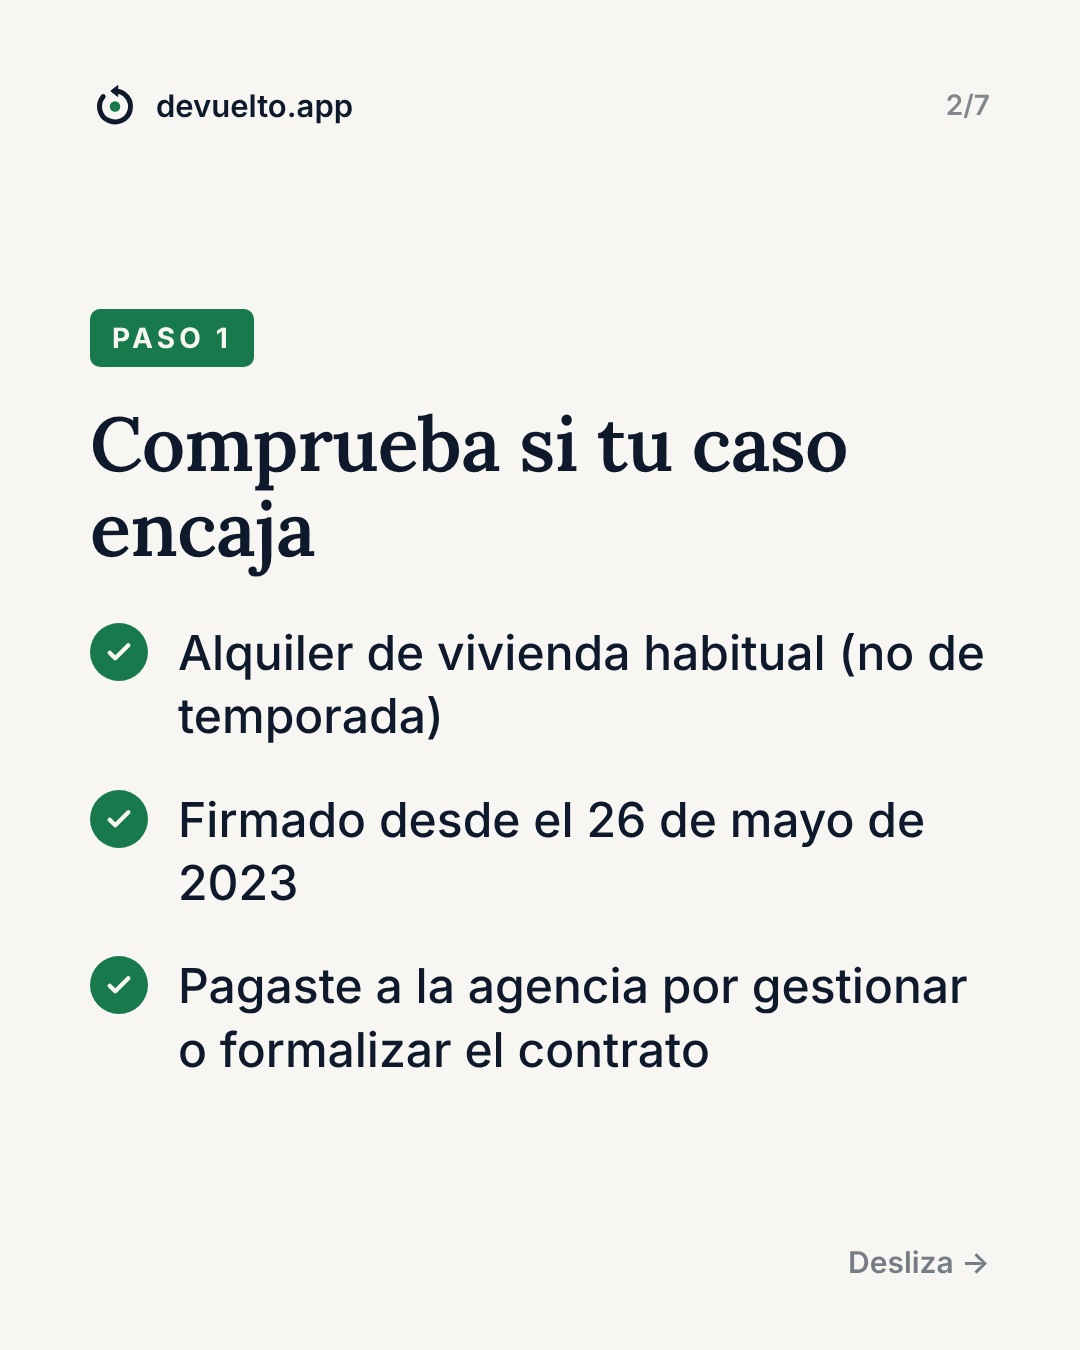 devuelto.app
2/7
PASO 1
Comprueba si tu caso
encaja
Alquiler de vivienda habitual (no de
temporada)
Firmado desde el 26 de mayo de
2023
Pagaste a la agencia por gestionar
o formalizar el contrato
Desliza →